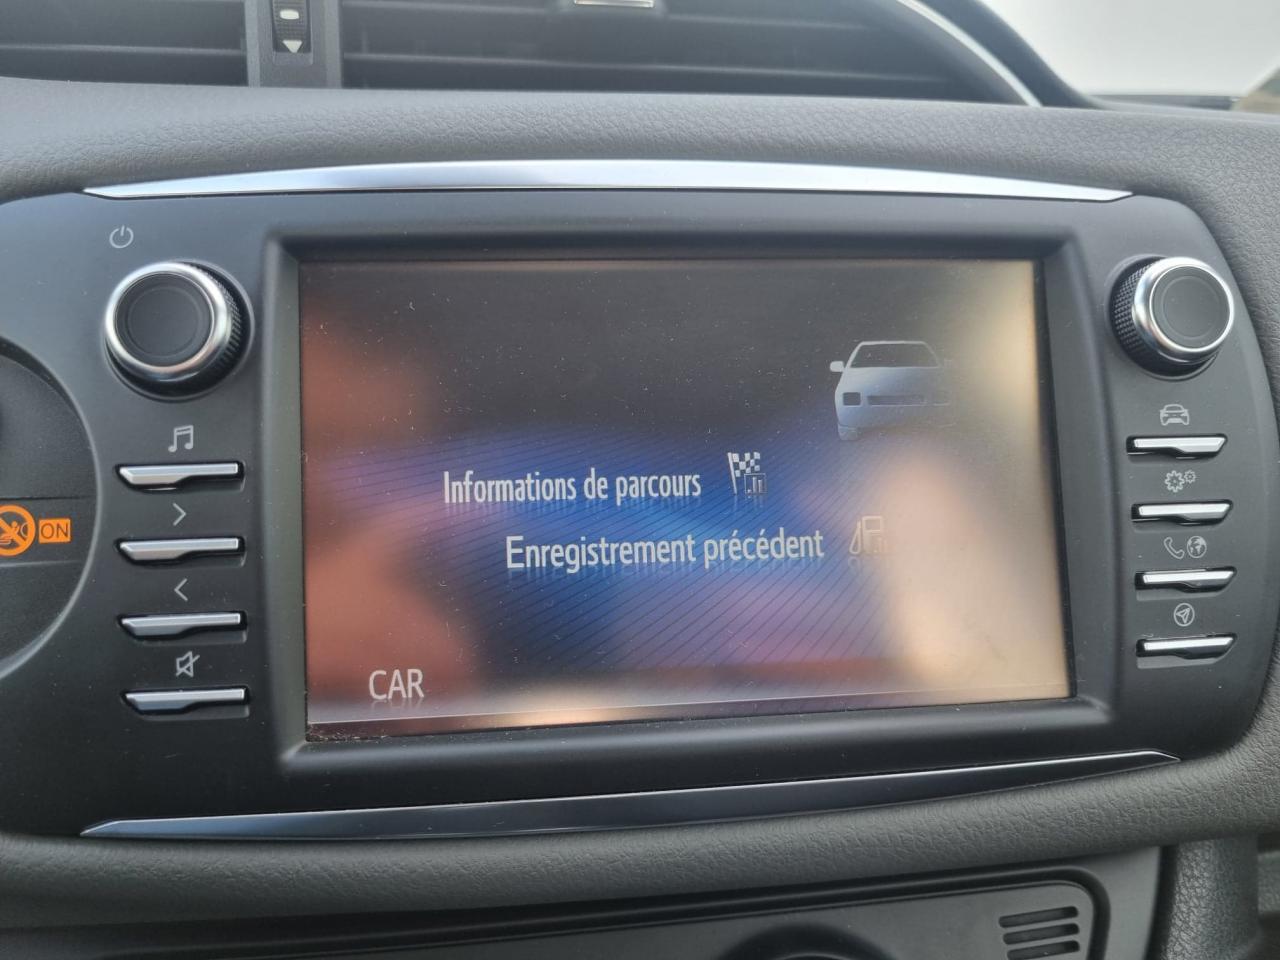 Informations de parcours
Enregistrement précédent
CAR
ON